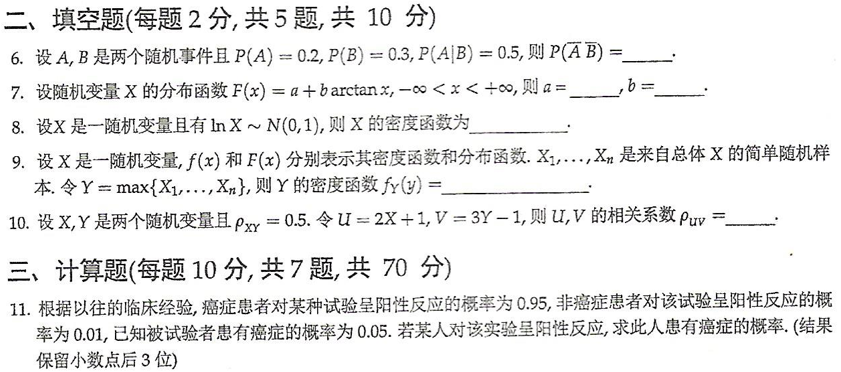 二、填空题(每题 2 分, 共 5 题, 共 10 分)
6. 设 A, B 是两个随机事件且 P(A) = 0.2, P(B) = 0.3, P(A|B) = 0.5, 则 P(A̅ B̅) =_____.
7. 设随机变量 X 的分布函数 F(x) = a + b arctan x, −∞ < x < +∞, 则 a =_____, b =_____.
8. 设X 是一随机变量且有 ln X ∼ N(0, 1), 则 X 的密度函数为__________.
9. 设 X 是一随机变量, f(x) 和 F(x) 分别表示其密度函数和分布函数. X₁, . . . , Xₙ 是来自总体 X 的简单随机样
本. 令 Y = max{X₁, . . . , Xₙ}, 则 Y 的密度函数 f_Y(y) =_______________.
10. 设 X, Y 是两个随机变量且 ρ_XY = 0.5. 令 U = 2X + 1, V = 3Y − 1, 则 U, V 的相关系数 ρ_UV =_____.
三、计算题(每题 10 分, 共 7 题, 共 70 分)
11. 根据以往的临床经验, 癌症患者对某种试验呈阳性反应的概率为 0.95, 非癌症患者对该试验呈阳性反应的概
率为 0.01, 已知被试验者患有癌症的概率为 0.05. 若某人对该实验呈阳性反应, 求此人患有癌症的概率. (结果
保留小数点后 3 位)